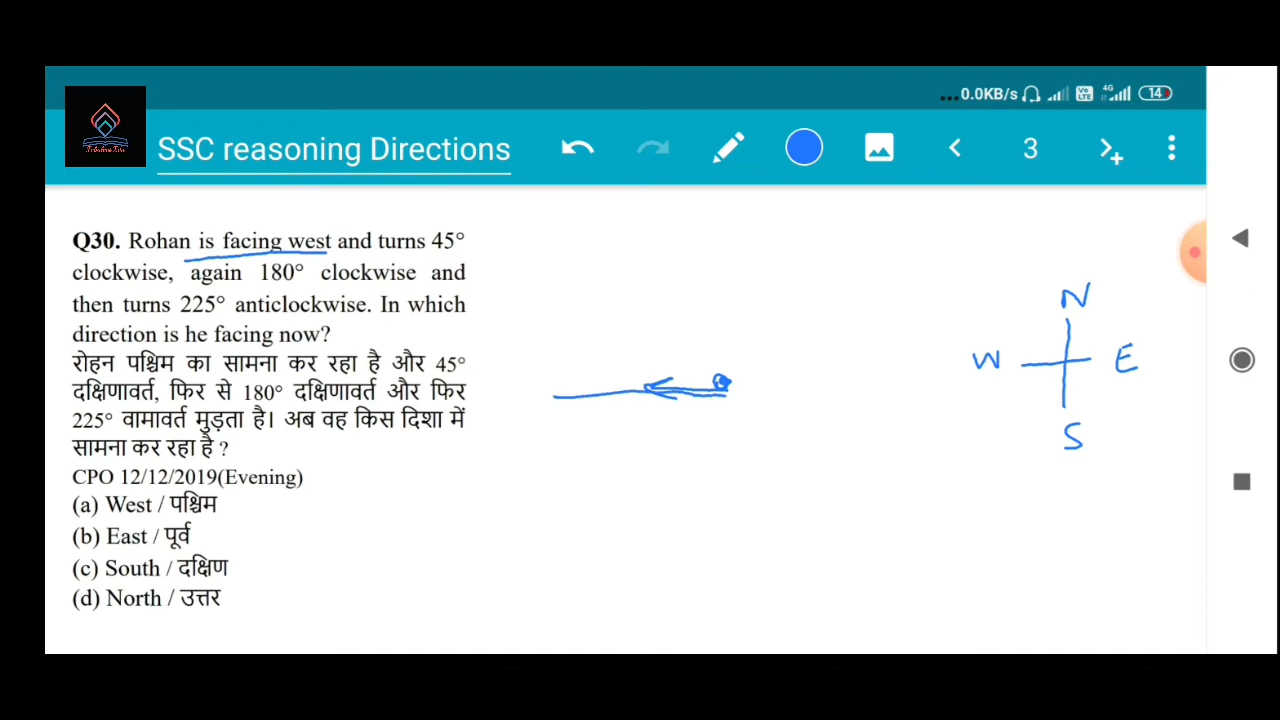 ...0.0KB/s Vo LTE 4G 14
SSC reasoning Directions 3
Q30. Rohan is facing west and turns 45°
clockwise, again 180° clockwise and
then turns 225° anticlockwise. In which
direction is he facing now?
रोहन पश्चिम का सामना कर रहा है और 45°
दक्षिणावर्त, फिर से 180° दक्षिणावर्त और फिर
225° वामावर्त मुड़ता है। अब वह किस दिशा में
सामना कर रहा है ?
CPO 12/12/2019(Evening)
(a) West / पश्चिम
(b) East / पूर्व
(c) South / दक्षिण
(d) North / उत्तर
N
W E
S